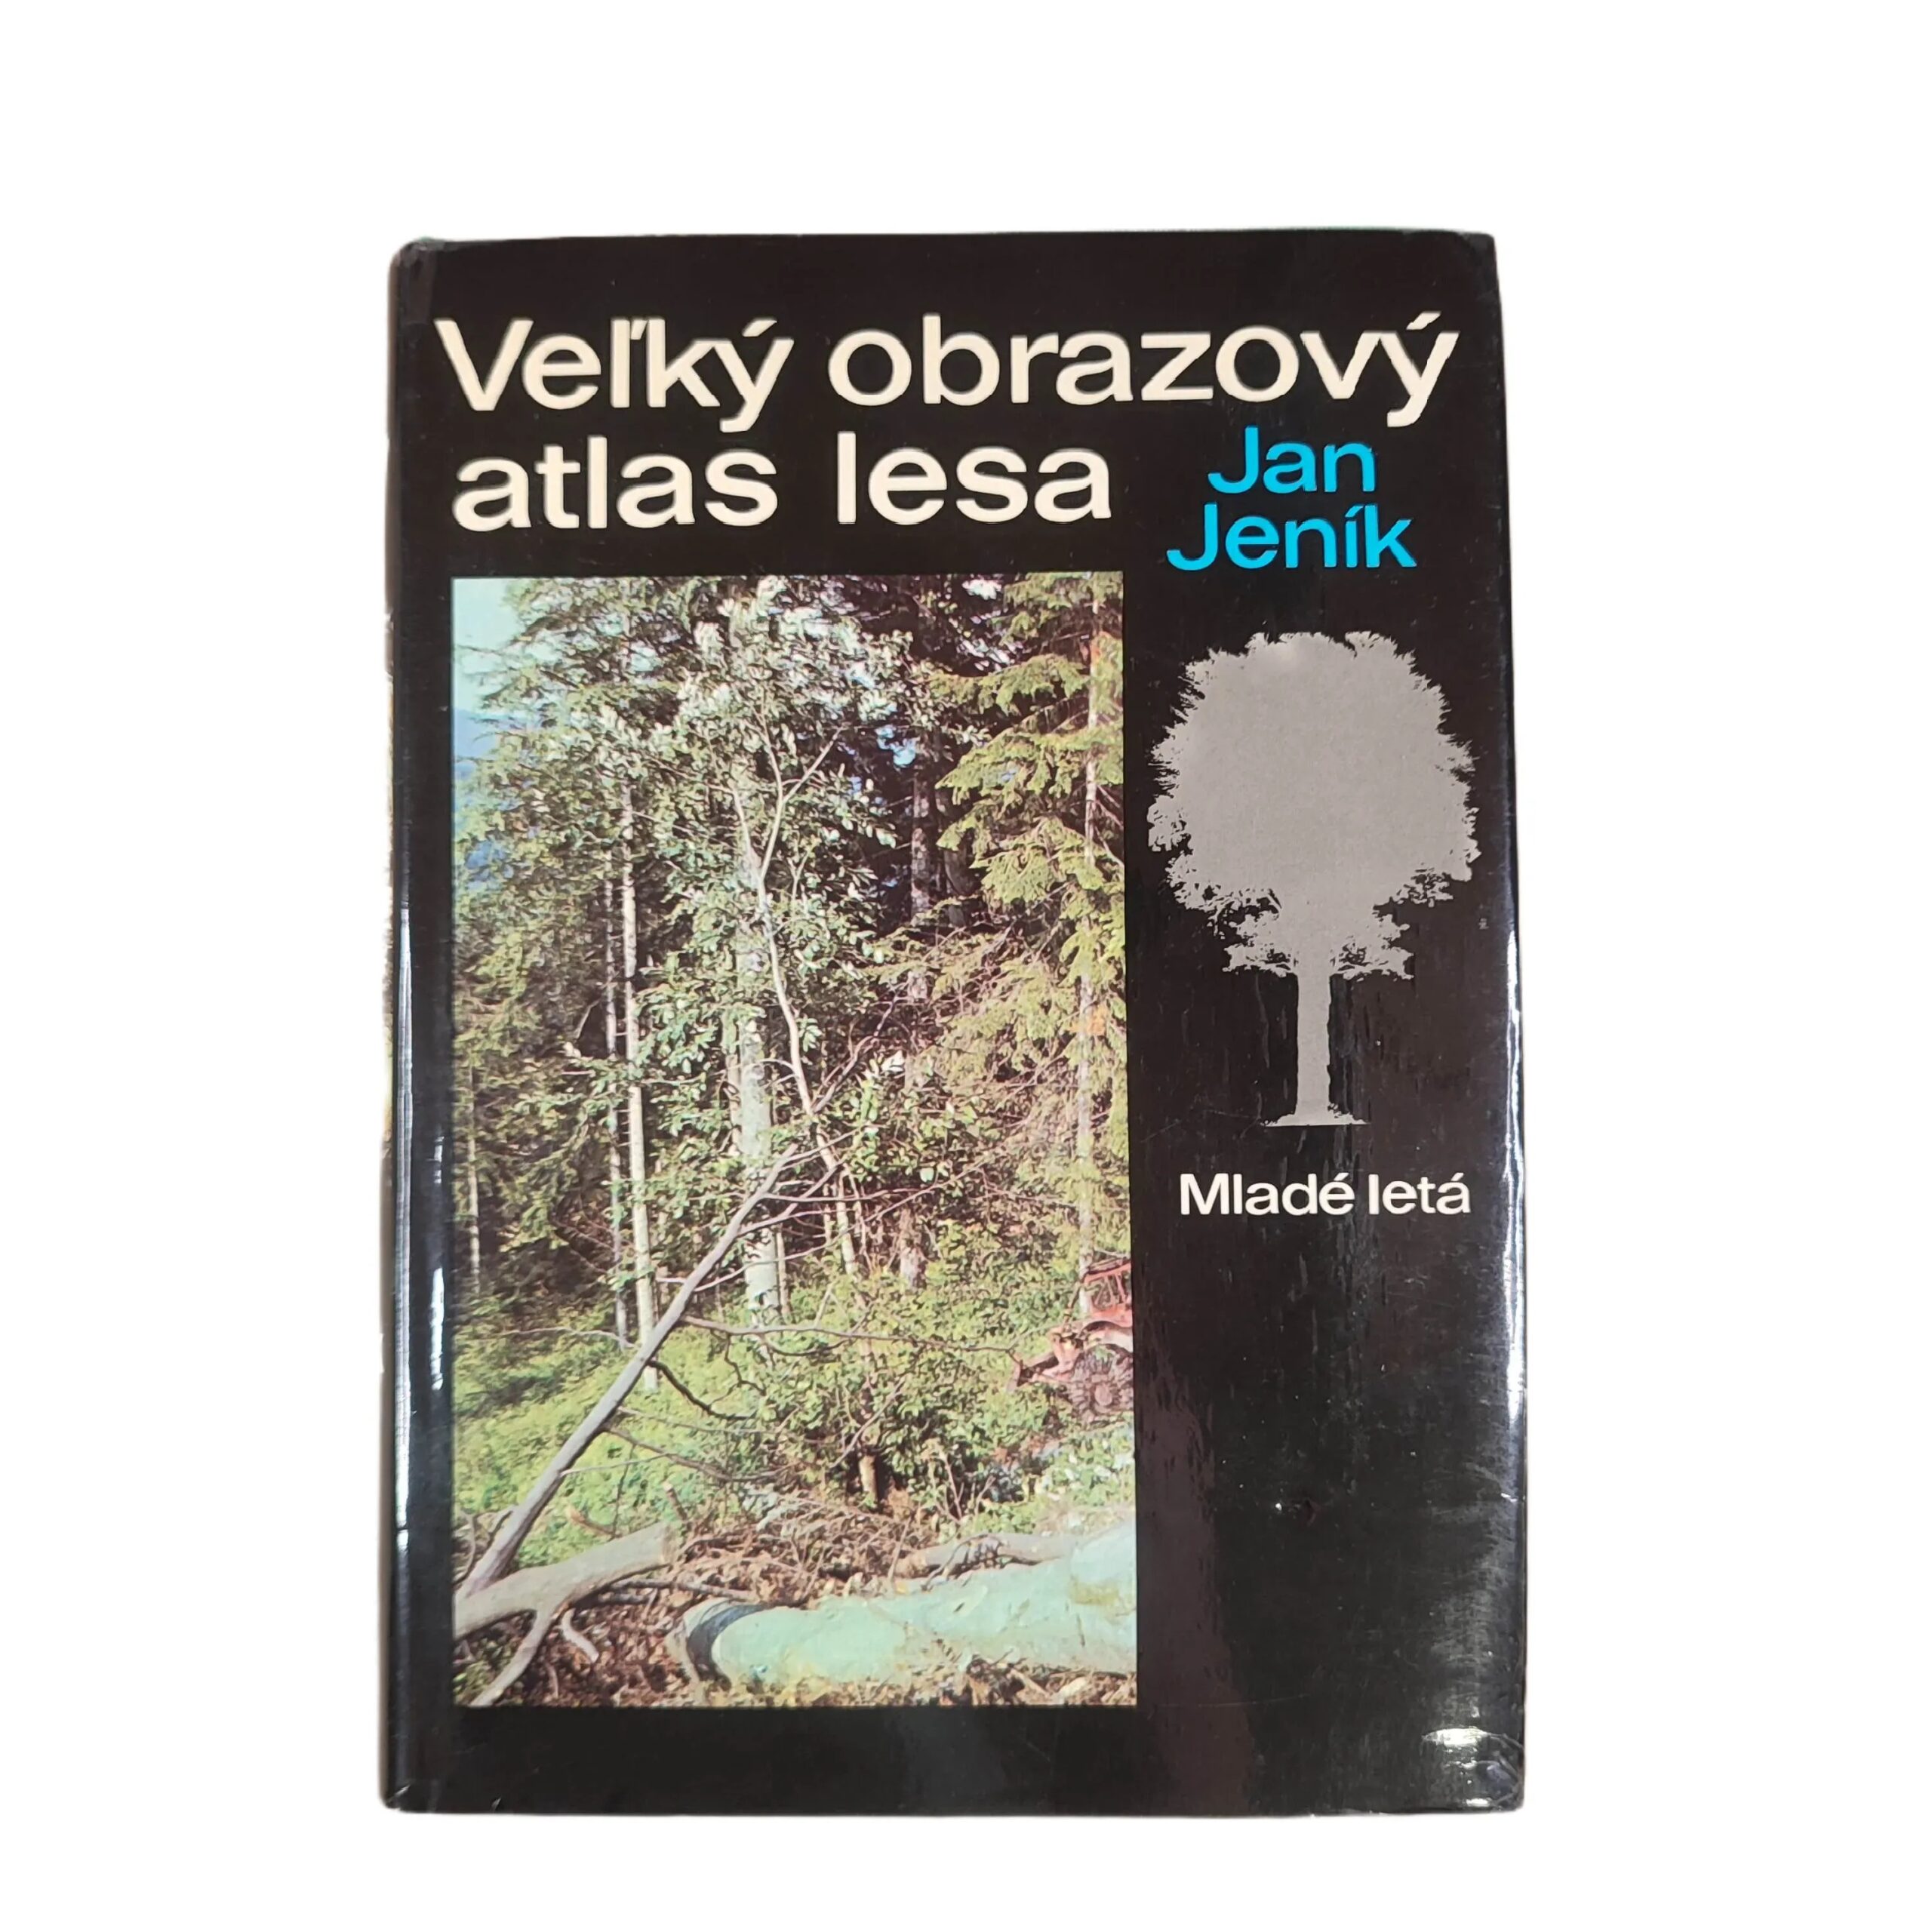 Veľký obrazový
atlas lesa
Jan
Jeník
Mladé letá